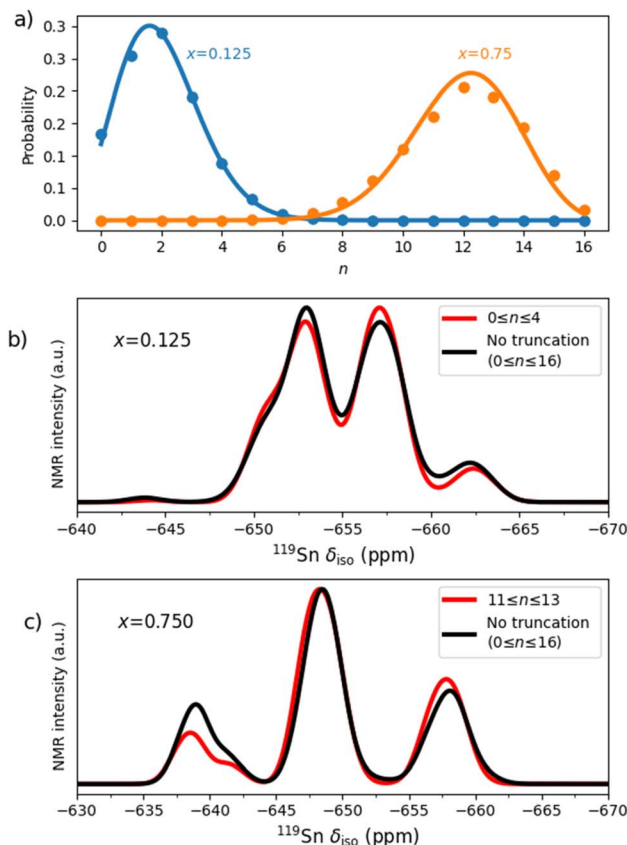 a)
0.3
0.3
0.2
0.2
0.1
0.1
0.0
Probability
x=0.125
x=0.75
0 2 4 6 8 10 12 14 16
n
b)
x=0.125
NMR intensity (a.u.)
0≤n≤4
No truncation
(0≤n≤16)
−640 −645 −650 −655 −660 −665 −670
¹¹⁹Sn δiso (ppm)
c)
x=0.750
NMR intensity (a.u.)
11≤n≤13
No truncation
(0≤n≤16)
−630 −635 −640 −645 −650 −655 −660 −665 −670
¹¹⁹Sn δiso (ppm)